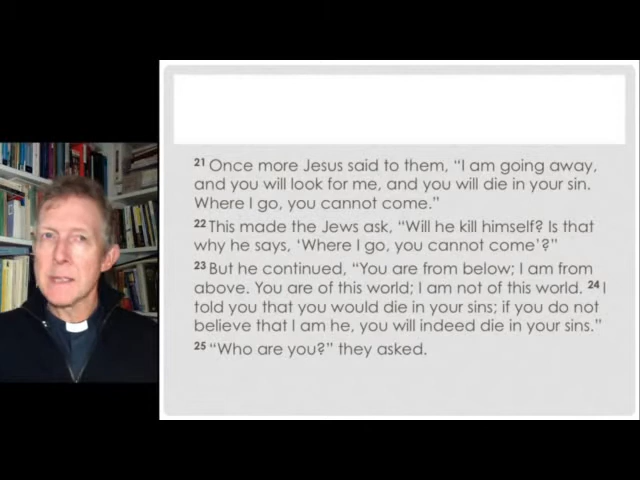 21 Once more Jesus said to them, “I am going away,
and you will look for me, and you will die in your sin.
Where I go, you cannot come.”
22 This made the Jews ask, “Will he kill himself? Is that
why he says, ‘Where I go, you cannot come’?”
23 But he continued, “You are from below; I am from
above. You are of this world; I am not of this world. 24 I
told you that you would die in your sins; if you do not
believe that I am he, you will indeed die in your sins.”
25 “Who are you?” they asked.